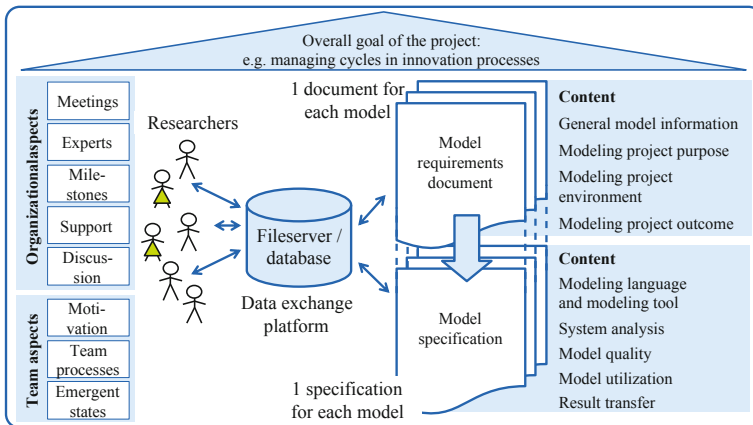 Overall goal of the project:
e.g. managing cycles in innovation processes
Organizationalaspects
Meetings
Experts
Mile-
stones
Support
Discus-
sion
Team aspects
Moti-
vation
Team
processes
Emergent
states
Researchers
Fileserver /
database
Data exchange
platform
1 document for
each model
Model
requirements
document
Content
General model information
Modeling project purpose
Modeling project
environment
Modeling project outcome
Model
specification
1 specification
for each model
Content
Modeling language
and modeling tool
System analysis
Model quality
Model utilization
Result transfer